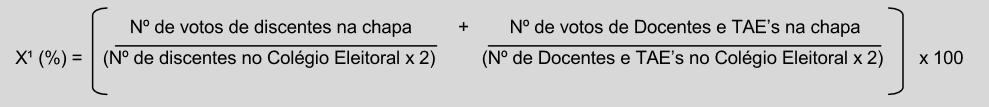 Nº de votos de discentes na chapa + Nº de votos de Docentes e TAE's na chapa
X¹ (%) = (Nº de discentes no Colégio Eleitoral x 2) (Nº de Docentes e TAE's no Colégio Eleitoral x 2) x 100